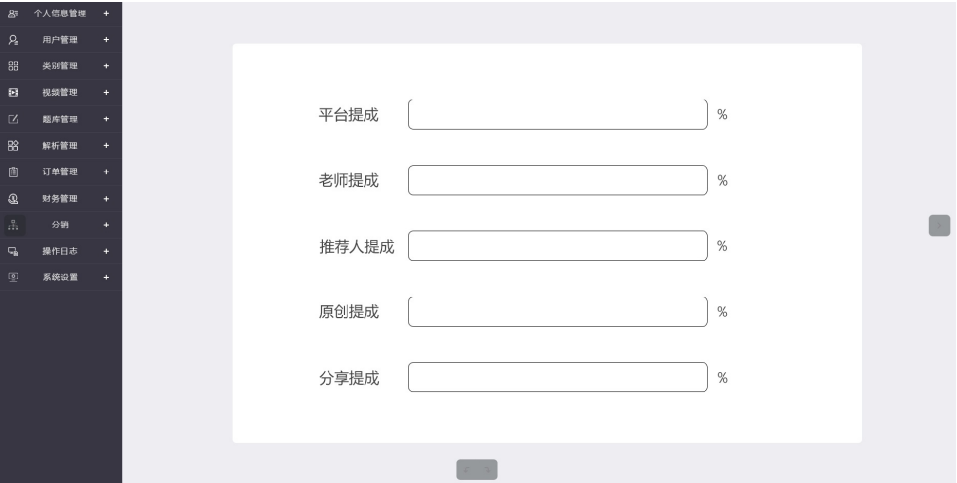 个人信息管理 +
用户管理 +
类别管理 +
视频管理 +
题库管理 +
解析管理 +
订单管理 +
财务管理 +
分销 +
操作日志 +
系统设置 +
平台提成 %
老师提成 %
推荐人提成 %
原创提成 %
分享提成 %